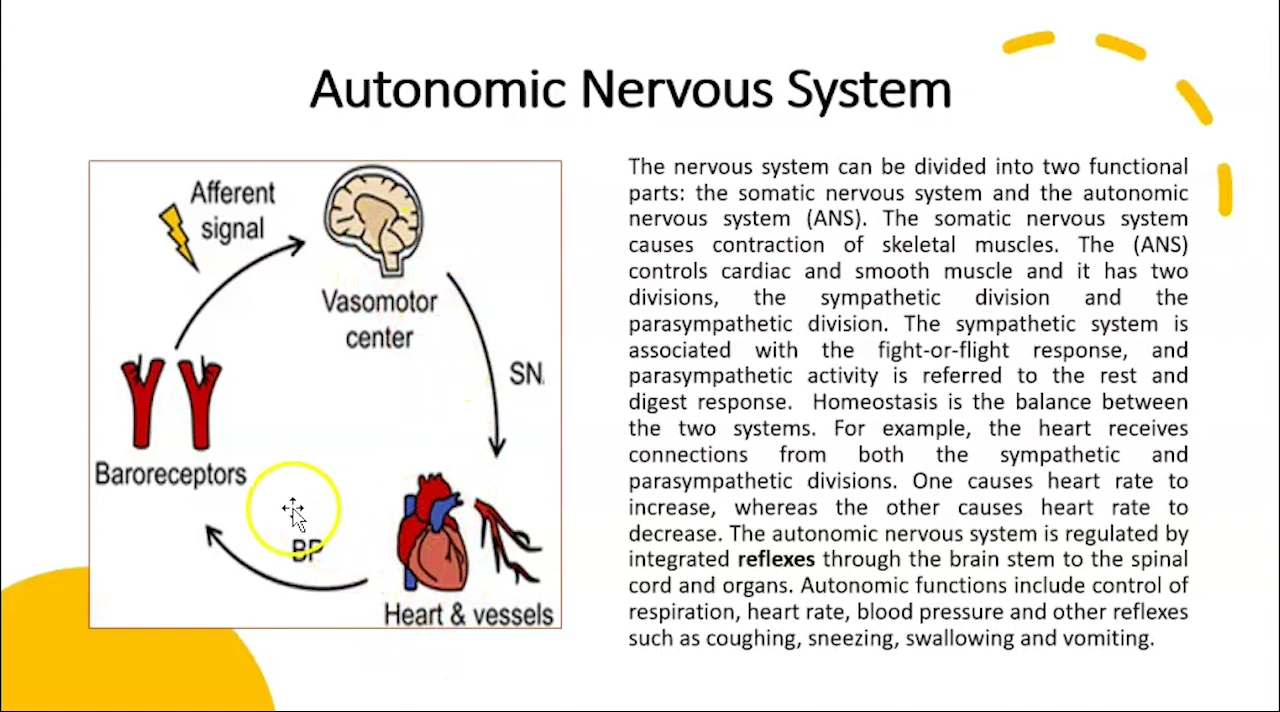 Autonomic Nervous System
Afferent
signal
Vasomotor
center
SN
Baroreceptors
BP
Heart & vessels
The nervous system can be divided into two functional
parts: the somatic nervous system and the autonomic
nervous system (ANS). The somatic nervous system
causes contraction of skeletal muscles. The (ANS)
controls cardiac and smooth muscle and it has two
divisions, the sympathetic division and the
parasympathetic division. The sympathetic system is
associated with the fight-or-flight response, and
parasympathetic activity is referred to the rest and
digest response. Homeostasis is the balance between
the two systems. For example, the heart receives
connections from both the sympathetic and
parasympathetic divisions. One causes heart rate to
increase, whereas the other causes heart rate to
decrease. The autonomic nervous system is regulated by
integrated reflexes through the brain stem to the spinal
cord and organs. Autonomic functions include control of
respiration, heart rate, blood pressure and other reflexes
such as coughing, sneezing, swallowing and vomiting.